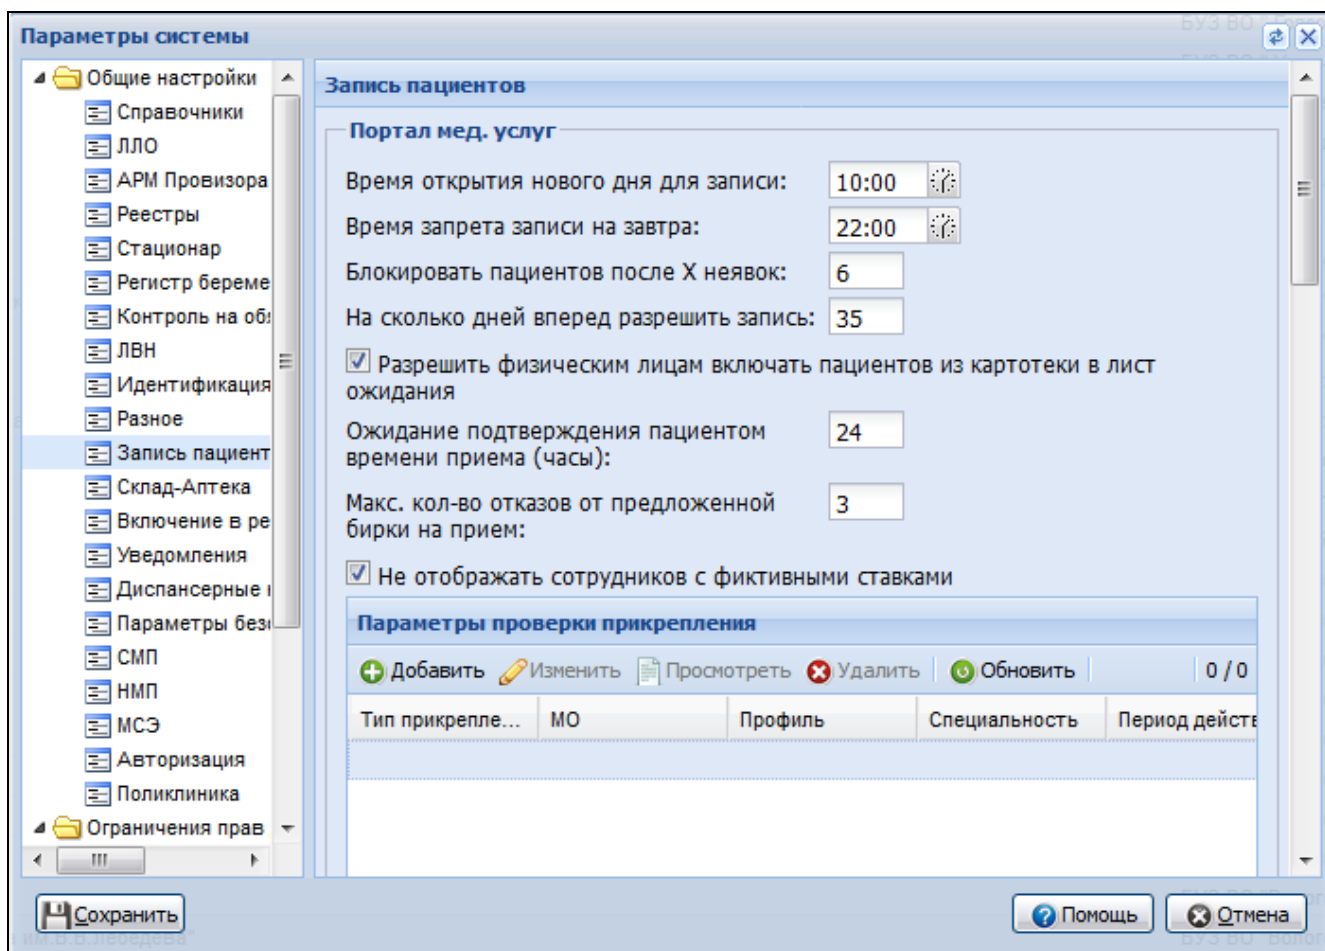 Параметры системы
Общие настройки
Справочники
ЛЛО
АРМ Провизора
Реестры
Стационар
Регистр береме
Контроль на обя
ЛВН
Идентификация
Разное
Запись пациент
Склад-Аптека
Включение в ре
Уведомления
Диспансерные
Параметры без
СМП
НМП
МСЭ
Авторизация
Поликлиника
Ограничения прав
Запись пациентов
Портал мед. услуг
Время открытия нового дня для записи: 10:00
Время запрета записи на завтра: 22:00
Блокировать пациентов после X неявок: 6
На сколько дней вперед разрешить запись: 35
Разрешить физическим лицам включать пациентов из картотеки в лист
ожидания
Ожидание подтверждения пациентом 24
времени приема (часы):
Макс. кол-во отказов от предложенной 3
бирки на прием:
Не отображать сотрудников с фиктивными ставками
Параметры проверки прикрепления
Добавить Изменить Просмотреть Удалить Обновить 0 / 0
Тип прикрепле... МО Профиль Специальность Период действ
Сохранить Помощь Отмена